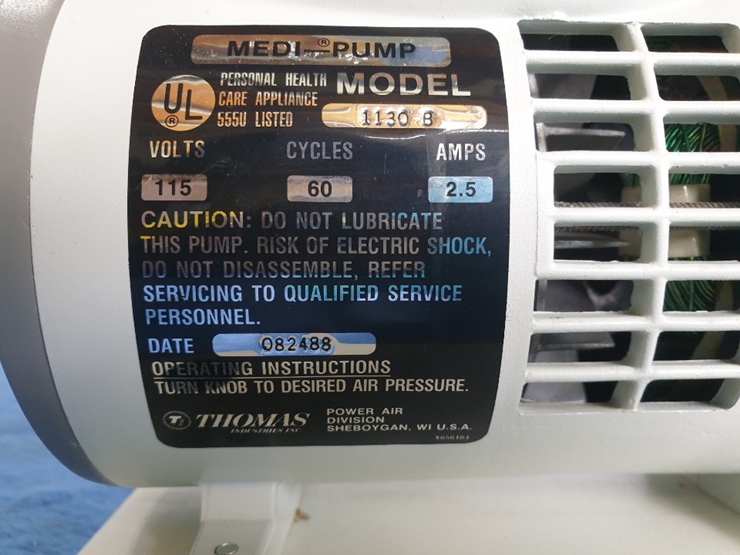 MEDI-®PUMP
UL®
PERSONAL HEALTH
CARE APPLIANCE
555U LISTED
MODEL
1130 B
VOLTS CYCLES AMPS
115 60 2.5
CAUTION: DO NOT LUBRICATE
THIS PUMP. RISK OF ELECTRIC SHOCK,
DO NOT DISASSEMBLE, REFER
SERVICING TO QUALIFIED SERVICE
PERSONNEL.
DATE 082488
OPERATING INSTRUCTIONS
TURN KNOB TO DESIRED AIR PRESSURE.
THOMAS
INDUSTRIES INC
POWER AIR
DIVISION
SHEBOYGAN, WI U.S.A.